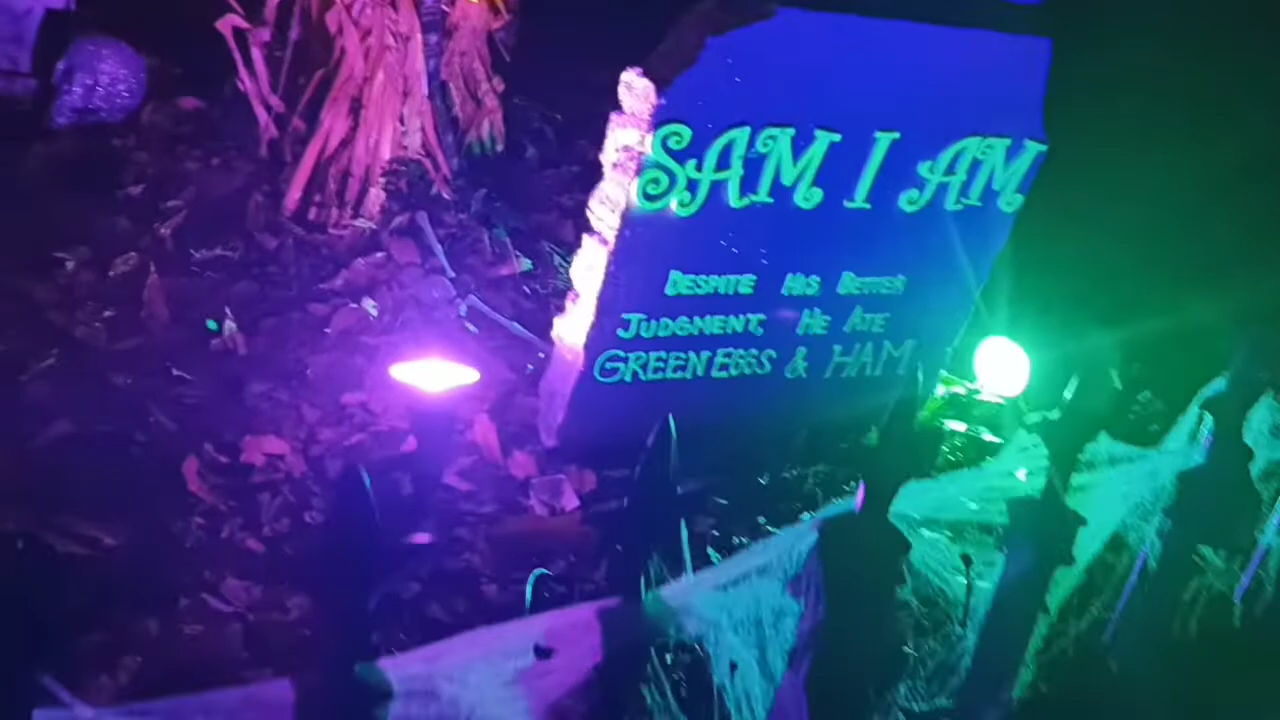 SAM I AM
DESPITE HIS BETTER
JUDGMENT, HE ATE
GREEN EGGS & HAM